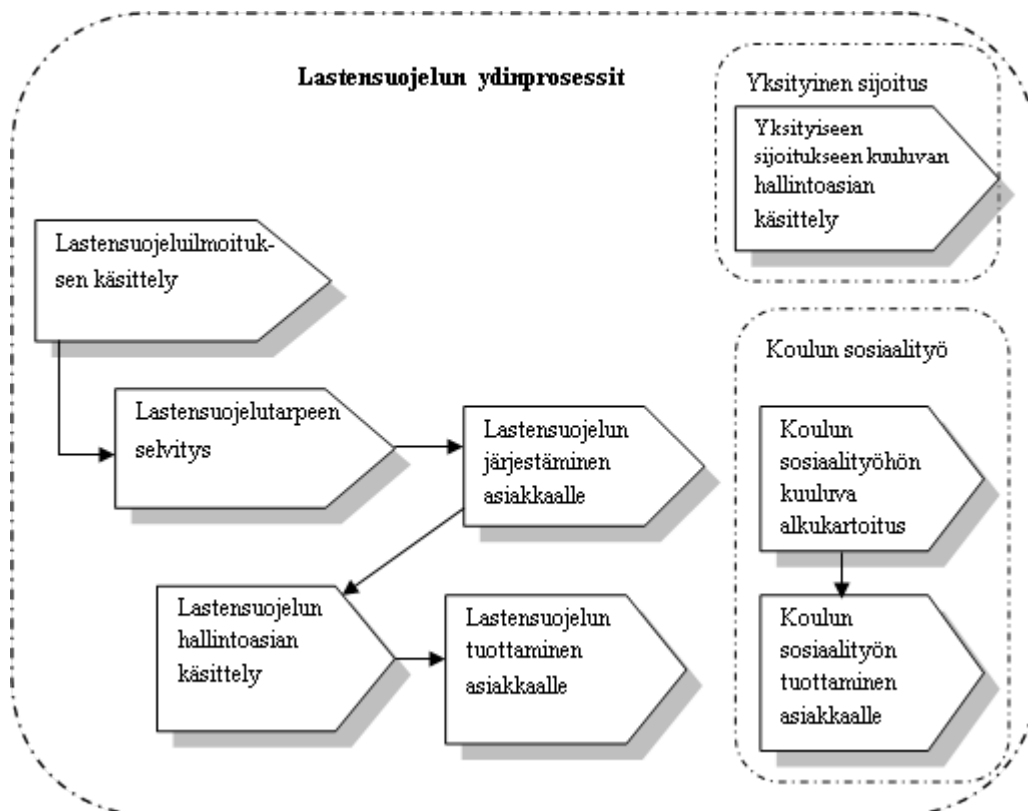 Lastensuojelun ydinprosessit
Yksityinen sijoitus
Yksityiseen
sijoitukseen kuuluvan
hallintoasian
käsittely
Lastensuojeluilmoituk-
sen käsittely
Lastensuojelutarpeen
selvitys
Lastensuojelun
järjestäminen
asiakkaalle
Lastensuojelun
hallintoasian
käsittely
Lastensuojelun
tuottaminen
asiakkaalle
Koulun sosiaalityö
Koulun
sosiaalityöhön
kuuluva
alkukartoitus
Koulun
sosiaalityön
tuottaminen
asiakkaalle